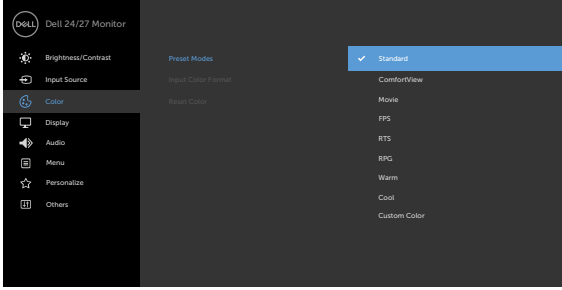 DELL Dell 24/27 Monitor
Brightness/Contrast
Input Source
Color
Display
Audio
Menu
Personalize
Others
Preset Modes
Input Color Format
Reset Color
Standard
ComfortView
Movie
FPS
RTS
RPG
Warm
Cool
Custom Color